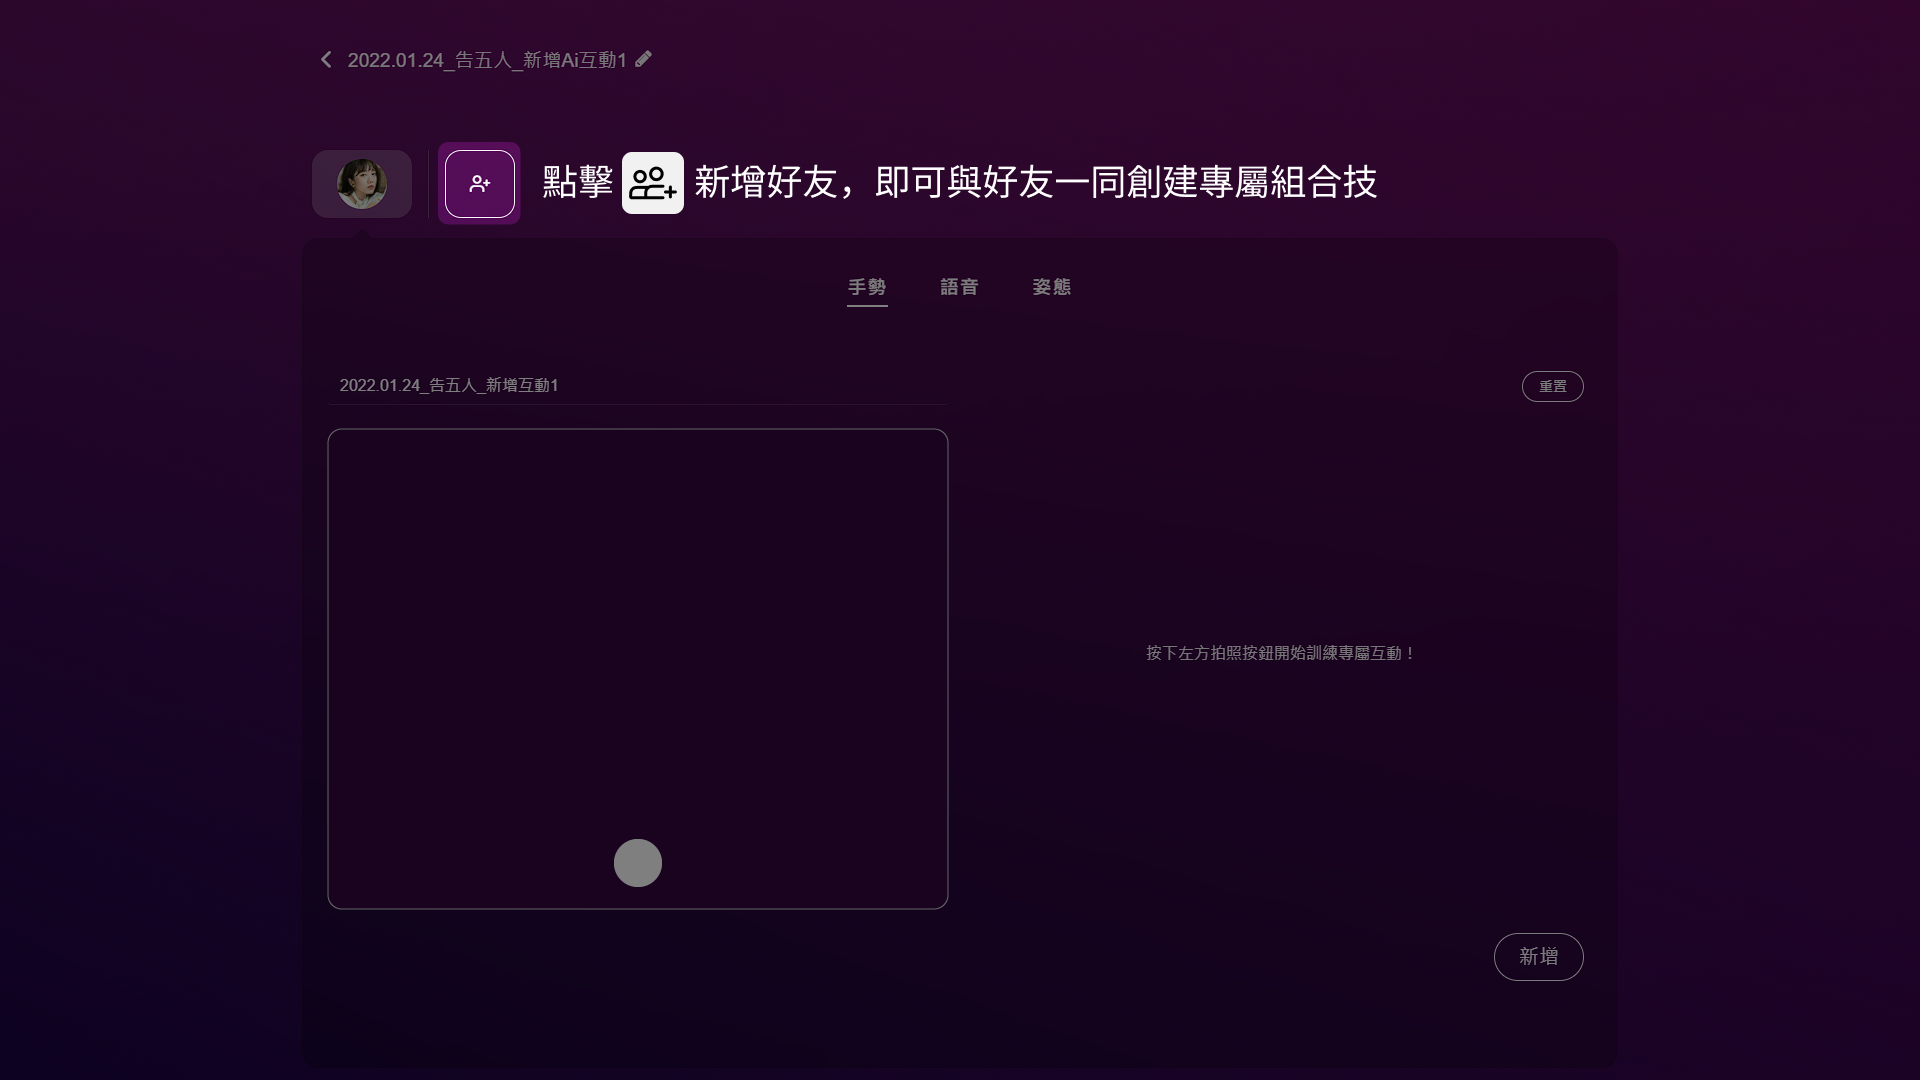 2022.01.24_告五人_新增Ai互動1
點擊 新增好友，即可與好友一同創建專屬組合技
手勢 語音 姿態
2022.01.24_告五人_新增互動1
重置
按下左方拍照按鈕開始訓練專屬互動！
新增